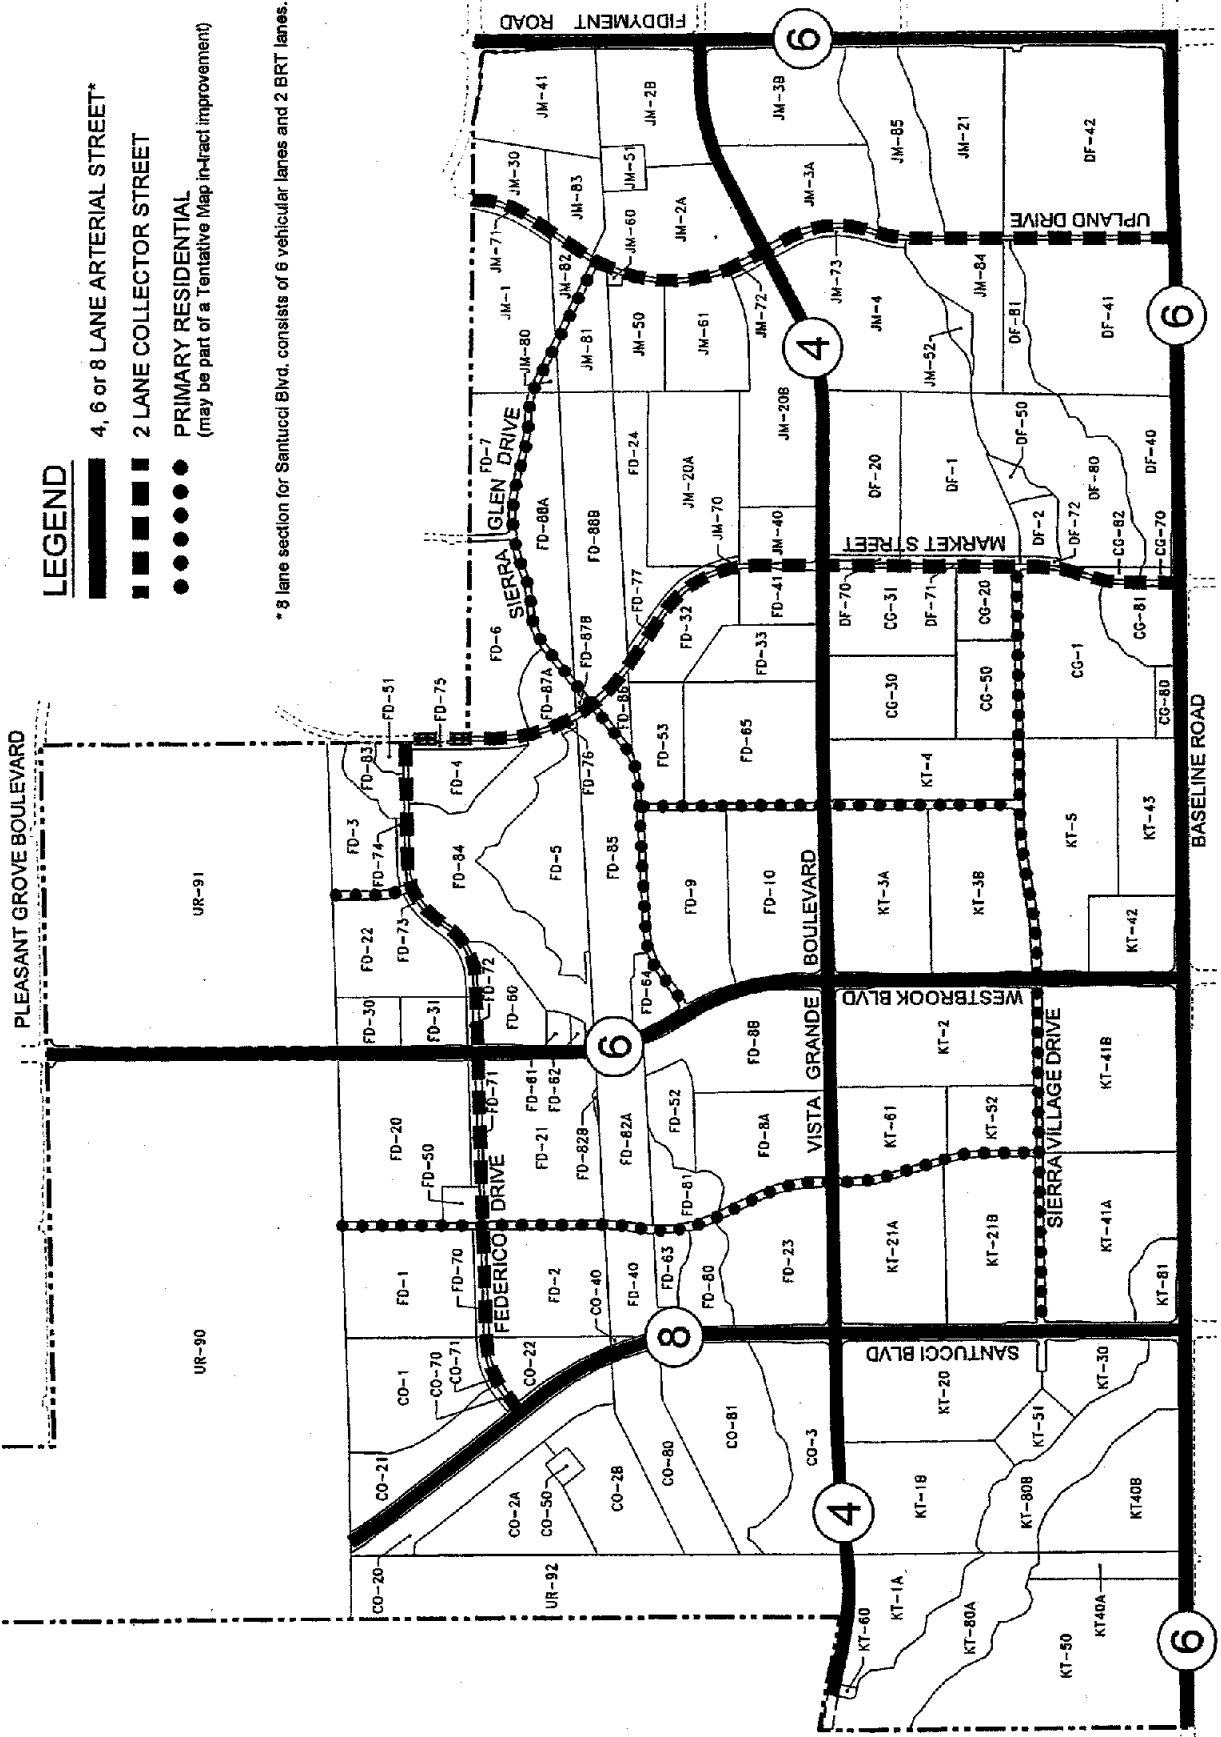 LEGEND
4, 6 or 8 LANE ARTERIAL STREET*
2 LANE COLLECTOR STREET
PRIMARY RESIDENTIAL
(may be part of a Tentative Map in-tract improvement)
*8 lane section for Santucci Blvd. consists of 6 vehicular lanes and 2 BRT lanes.
PLEASANT GROVE BOULEVARD
FIDDYMENT
ROAD
UR-90
UR-91
UR-92
CO-20
CO-21
CO-1
CO-70
CO-71
CO-22
CO-2A
CO-50
CO-2B
CO-40
CO-80
CO-81
CO-3
FD-1
FD-70
FD-2
FD-40
FD-63
FD-80
FD-23
FD-20
FD-50
FD-71
FD-21
FD-61
FD-62
FD-82B
FD-82A
FD-52
FD-81
FD-8A
FD-8B
FEDERICO DRIVE
FD-30
FD-31
FD-22
FD-73
FD-72
FD-60
FD-3
FD-74
FD-83
FD-51
FD-75
FD-4
FD-84
FD-5
FD-85
FD-64
FD-9
FD-10
FD-76
FD-86
FD-53
FD-65
FD-6
FD-87A
FD-87B
FD-77
FD-32
FD-33
FD-41
FD-7
FD-88A
FD-88B
FD-24
SIERRA GLEN DRIVE
JM-41
JM-30
JM-71
JM-1
JM-83
JM-82
JM-80
JM-81
JM-2B
JM-51
JM-60
JM-2A
JM-50
JM-61
JM-72
JM-20A
JM-20B
JM-70
JM-40
JM-3B
JM-3A
JM-85
JM-21
JM-73
JM-4
JM-84
JM-52
UPLAND DRIVE
DF-42
DF-41
DF-81
DF-20
DF-1
DF-50
DF-2
DF-72
DF-80
DF-40
DF-70
DF-71
MARKET STREET
CG-31
CG-20
CG-30
CG-50
CG-1
CG-82
CG-70
CG-81
CG-80
VISTA GRANDE BOULEVARD
WESTBROOK BLVD
SIERRA VILLAGE DRIVE
SANTUCCI BLVD
BASELINE ROAD
KT-4
KT-3A
KT-3B
KT-5
KT-43
KT-42
KT-2
KT-61
KT-52
KT-41B
KT-21A
KT-21B
KT-41A
KT-81
KT-20
KT-30
KT-51
KT-1B
KT-80B
KT40B
KT-1A
KT-60
KT-80A
KT-50
KT40A
6
4
6
6
8
4
6